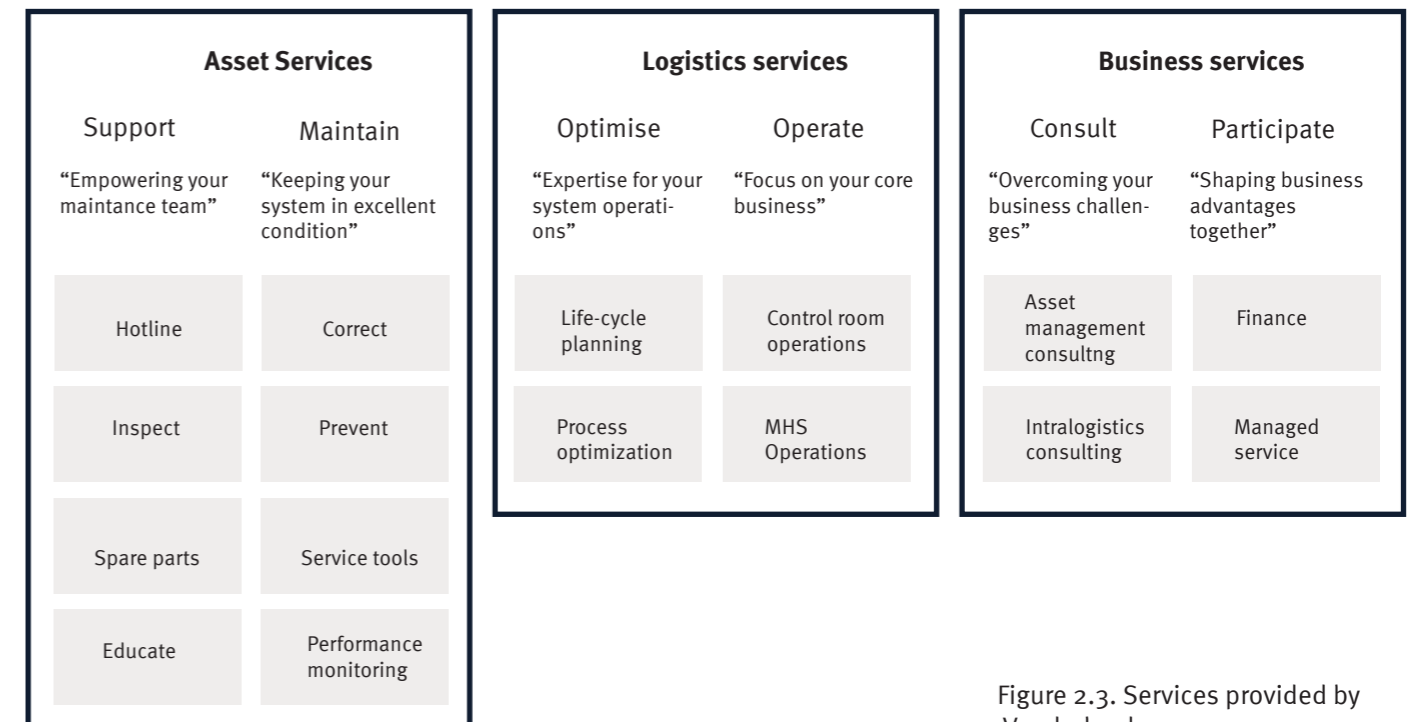 Asset Services
Support
Maintain
“Empowering your
maintance team”
“Keeping your
system in excellent
condition”
Hotline
Correct
Inspect
Prevent
Spare parts
Service tools
Educate
Performance
monitoring
Logistics services
Optimise
Operate
“Expertise for your
system operati-
ons”
“Focus on your core
business”
Life-cycle
planning
Control room
operations
Process
optimization
MHS
Operations
Business services
Consult
Participate
“Overcoming your
business challen-
ges”
“Shaping business
advantages
together”
Asset
management
consultng
Finance
Intralogistics
consulting
Managed
service
Figure 2.3. Services provided by